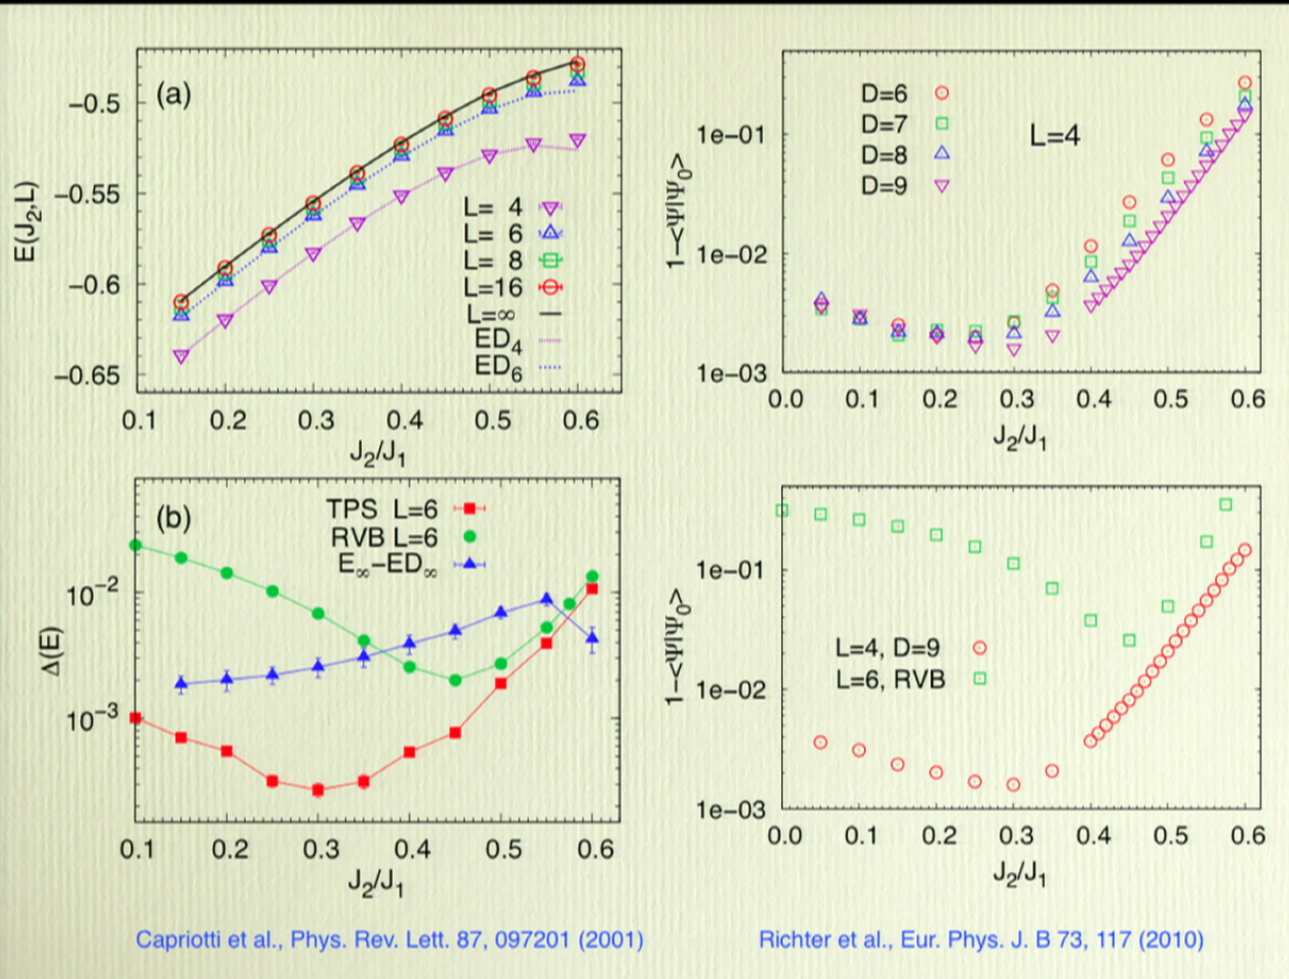 (a)
E(J₂,L)
−0.5
−0.55
−0.6
−0.65
L= 4
L= 6
L= 8
L=16
L=∞
ED₄
ED₆
0.1 0.2 0.3 0.4 0.5 0.6
J₂/J₁
D=6
D=7
D=8
D=9
L=4
1−<Ψ|Ψ₀>
1e−01
1e−02
1e−03
0.0 0.1 0.2 0.3 0.4 0.5 0.6
J₂/J₁
(b)
Δ(E)
10⁻²
10⁻³
TPS L=6
RVB L=6
E∞−ED∞
0.1 0.2 0.3 0.4 0.5 0.6
J₂/J₁
1−<Ψ|Ψ₀>
1e−01
1e−02
1e−03
L=4, D=9
L=6, RVB
0.0 0.1 0.2 0.3 0.4 0.5 0.6
J₂/J₁
Capriotti et al., Phys. Rev. Lett. 87, 097201 (2001)
Richter et al., Eur. Phys. J. B 73, 117 (2010)